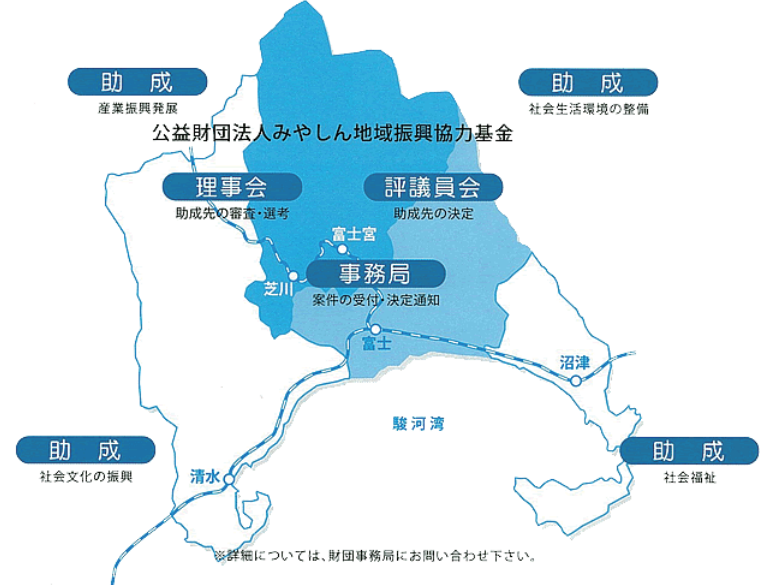 助成
産業振興発展
助成
社会生活環境の整備
公益財団法人みやしん地域振興協力基金
理事会
助成先の審査・選考
評議員会
助成先の決定
富士宮
芝川
事務局
案件の受付・決定通知
富士
沼津
駿河湾
助成
社会文化の振興
清水
助成
社会福祉
※詳細については、財団事務局にお問い合わせ下さい。